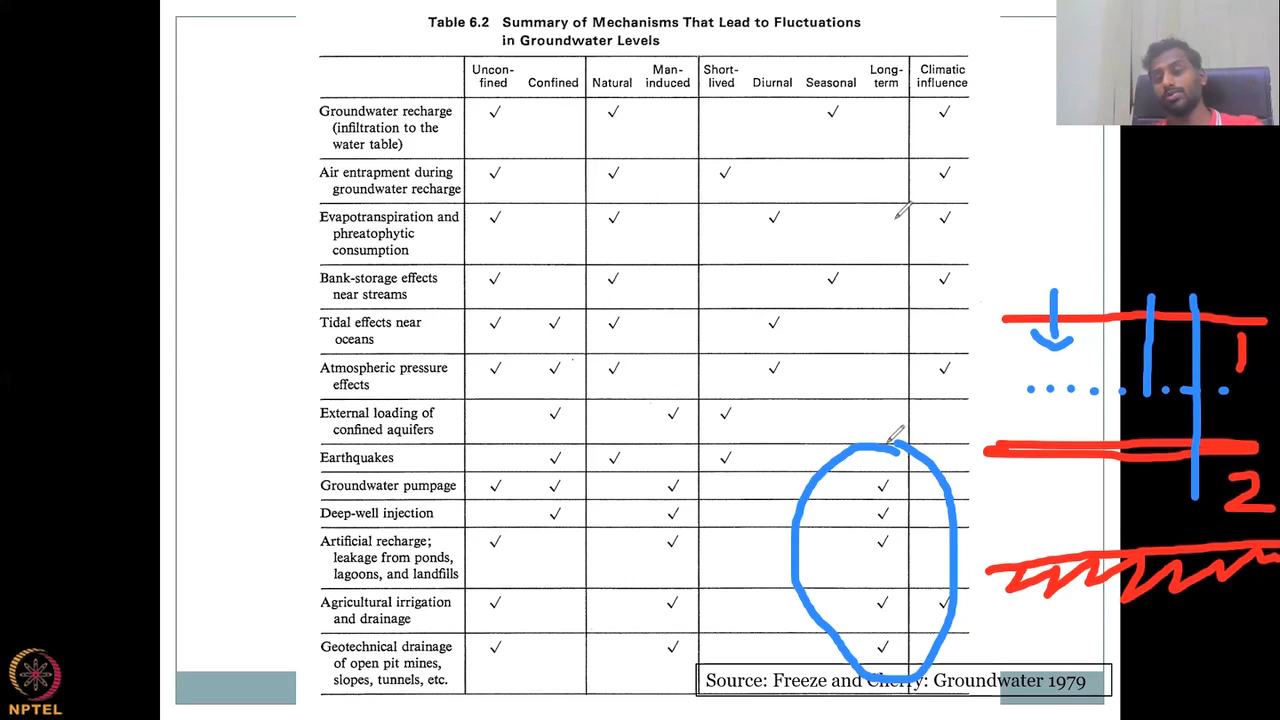 Table 6.2 Summary of Mechanisms That Lead to Fluctuations
in Groundwater Levels
Uncon-
fined
Confined
Natural
Man-
induced
Short-
lived
Diurnal
Seasonal
Long-
term
Climatic
influence
Groundwater recharge ✓ ✓ ✓ ✓
(infiltration to the
water table)
Air entrapment during ✓ ✓ ✓ ✓
groundwater recharge
Evapotranspiration and ✓ ✓ ✓ ✓
phreatophytic
consumption
Bank-storage effects ✓ ✓ ✓ ✓
near streams
Tidal effects near ✓ ✓ ✓ ✓
oceans
Atmospheric pressure ✓ ✓ ✓ ✓ ✓
effects
External loading of ✓ ✓ ✓
confined aquifers
Earthquakes ✓ ✓ ✓
Groundwater pumpage ✓ ✓ ✓ ✓
Deep-well injection ✓ ✓ ✓
Artificial recharge; ✓ ✓ ✓
leakage from ponds,
lagoons, and landfills
Agricultural irrigation ✓ ✓ ✓ ✓
and drainage
Geotechnical drainage ✓ ✓ ✓
of open pit mines,
slopes, tunnels, etc.
Source: Freeze and Cherry: Groundwater 1979
1
2
NPTEL